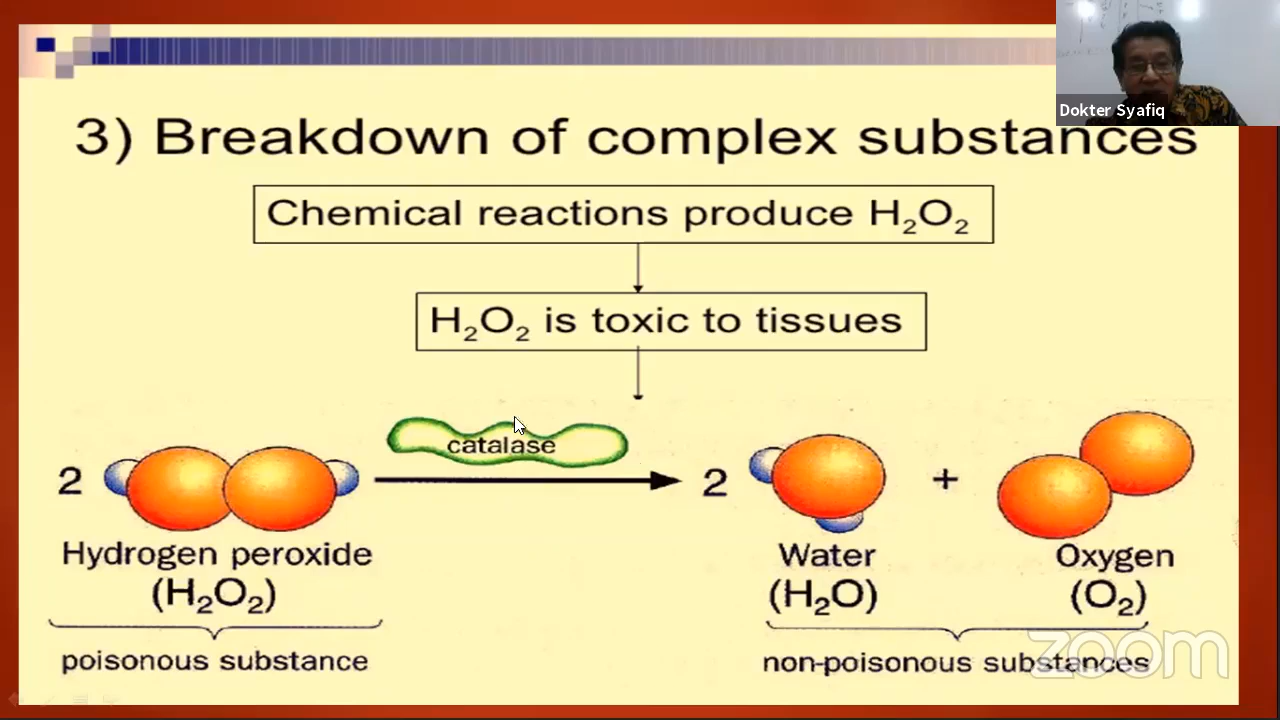 Dokter Syafiq
3) Breakdown of complex substances
Chemical reactions produce H₂O₂
H₂O₂ is toxic to tissues
catalase
2 2 +
Hydrogen peroxide Water Oxygen
(H₂O₂) (H₂O) (O₂)
poisonous substance non-poisonous substances
zoom